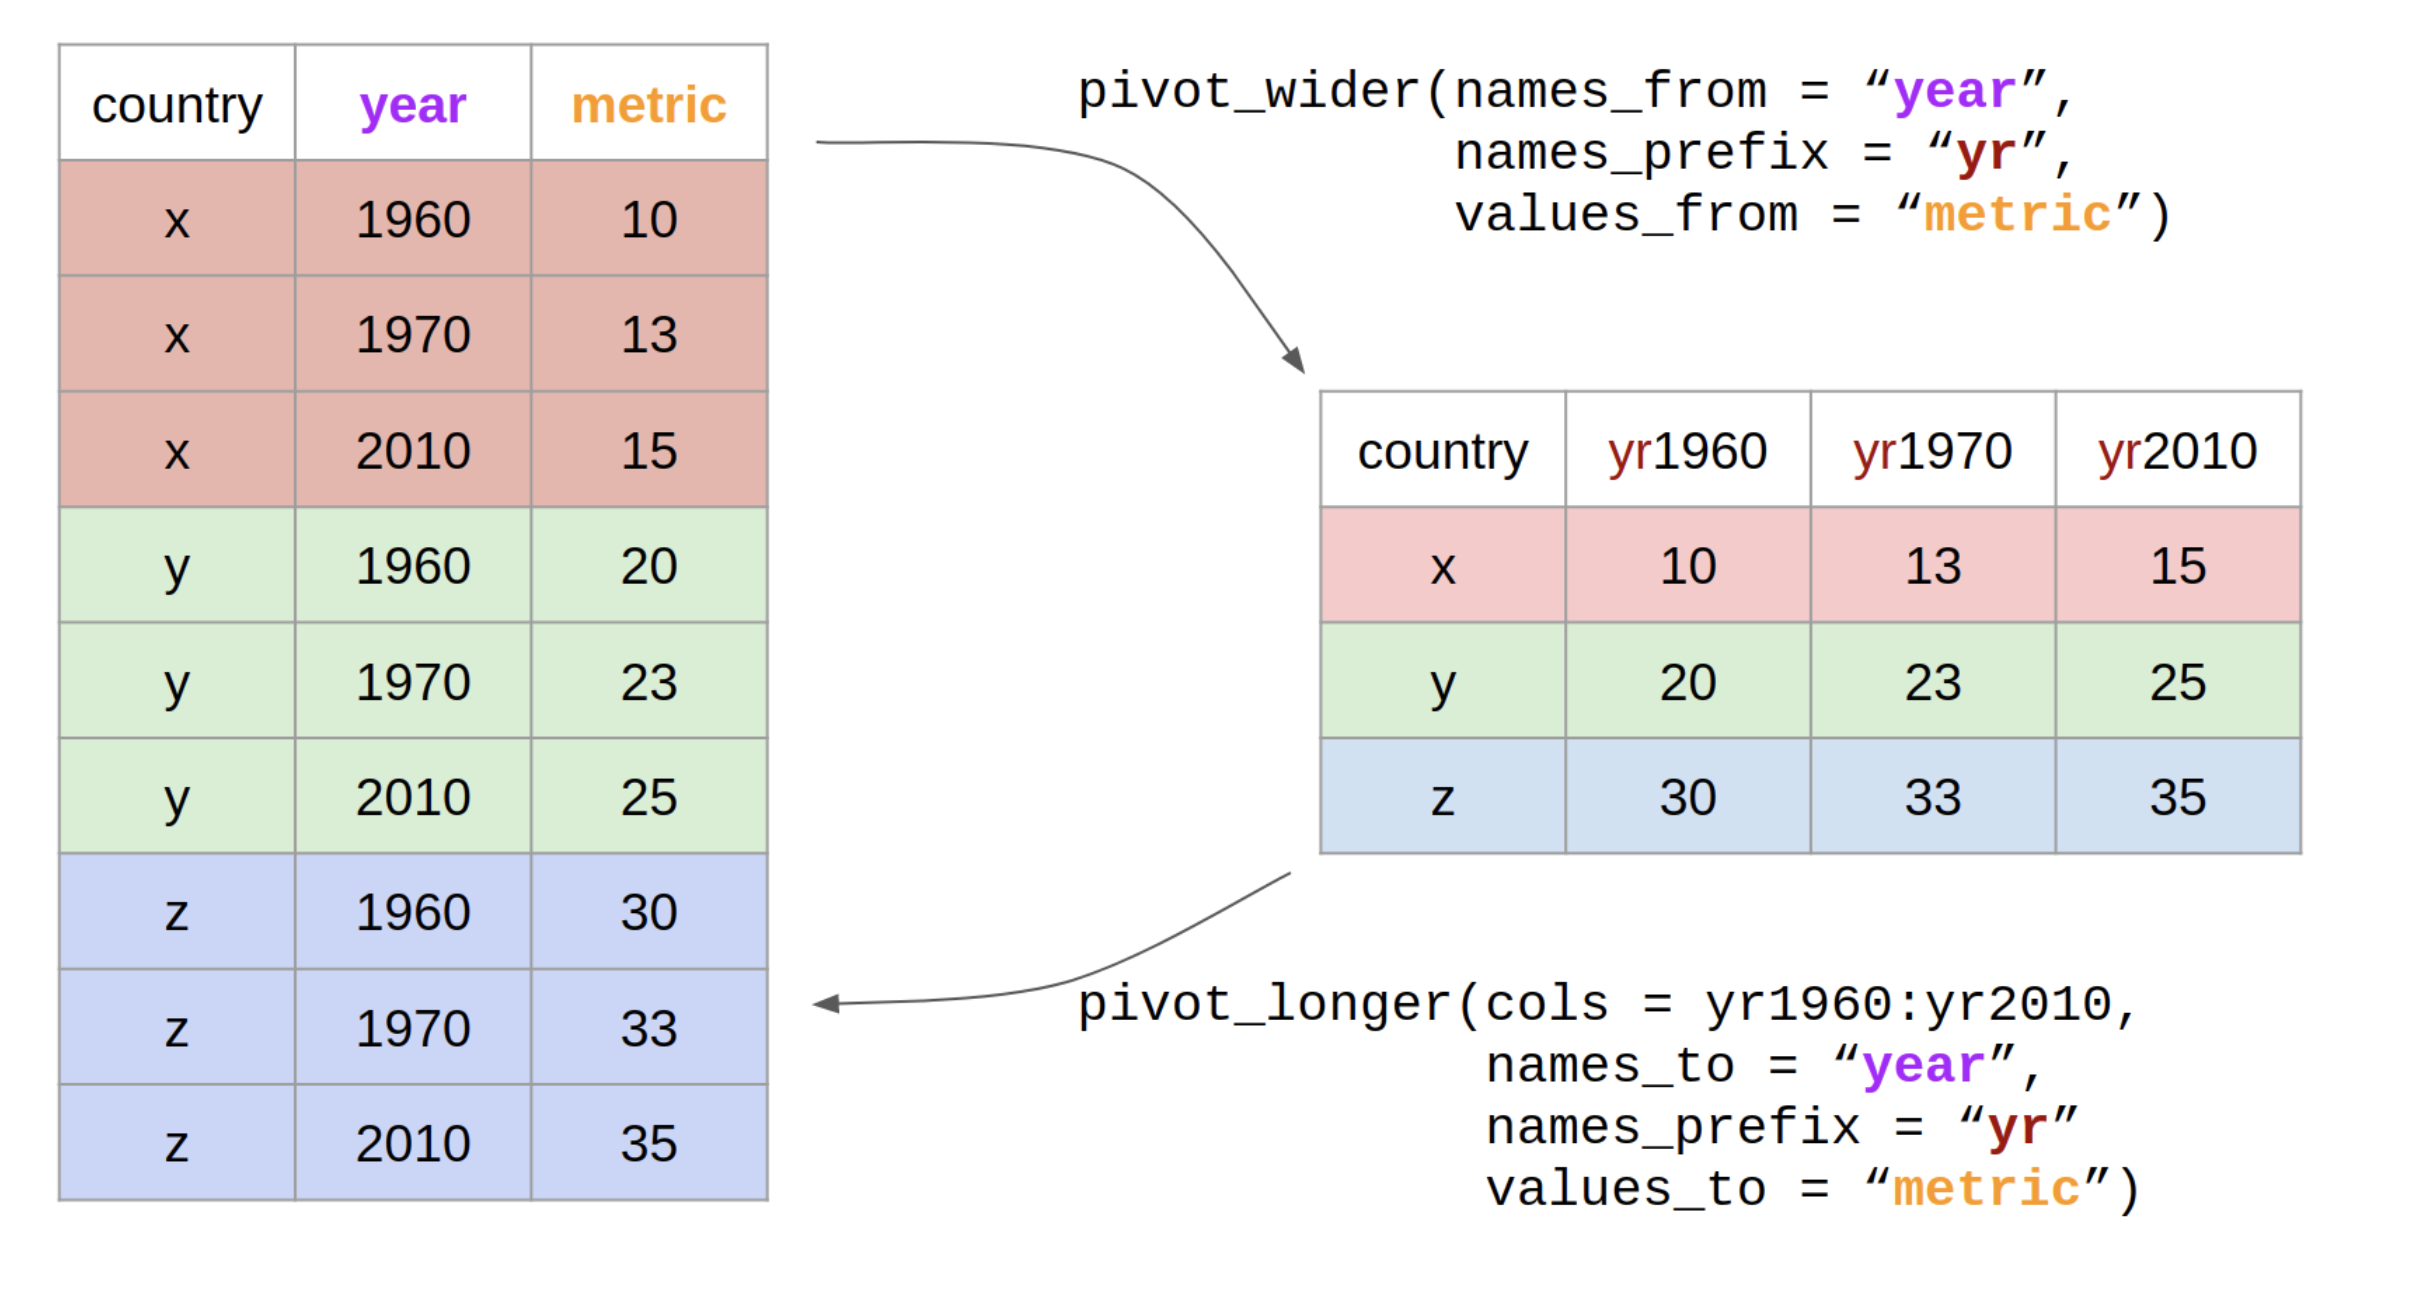 country year metric
x 1960 10
x 1970 13
x 2010 15
y 1960 20
y 1970 23
y 2010 25
z 1960 30
z 1970 33
z 2010 35
pivot_wider(names_from = “year”,
names_prefix = “yr”,
values_from = “metric”)
country yr1960 yr1970 yr2010
x 10 13 15
y 20 23 25
z 30 33 35
pivot_longer(cols = yr1960:yr2010,
names_to = “year”,
names_prefix = “yr”
values_to = “metric”)